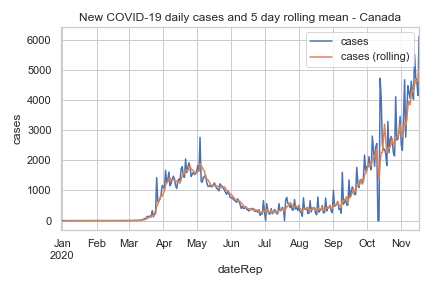 New COVID-19 daily cases and 5 day rolling mean - Canada
cases
cases (rolling)
6000
5000
4000
3000
2000
1000
0
cases
Jan Feb Mar Apr May Jun Jul Aug Sep Oct Nov
2020
dateRep